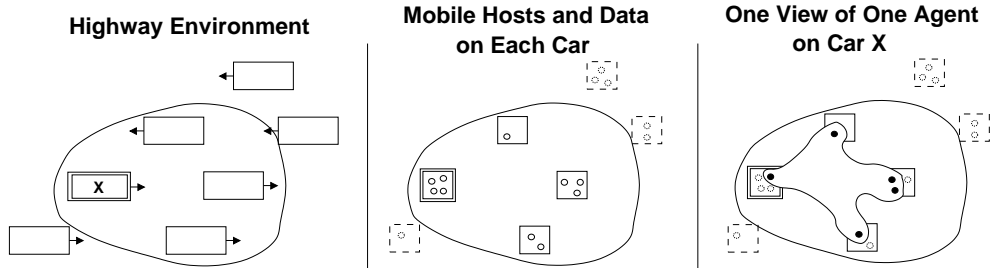 Highway Environment
Mobile Hosts and Data
on Each Car
One View of One Agent
on Car X
X